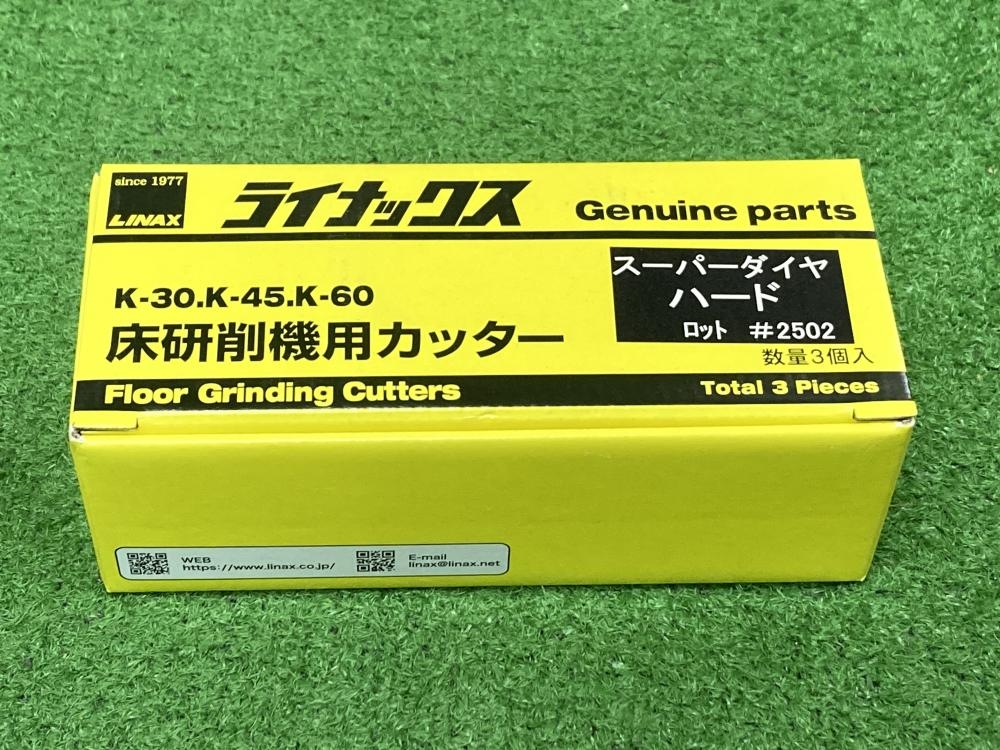 since 1977
LINAX
ライナックス
Genuine parts
K-30.K-45.K-60
床研削機用カッター
スーパーダイヤ
ハード
ロット #2502
数量3個入
Floor Grinding Cutters
Total 3 Pieces
WEB
https://www.linax.co.jp/
E-mail
linax@linax.net